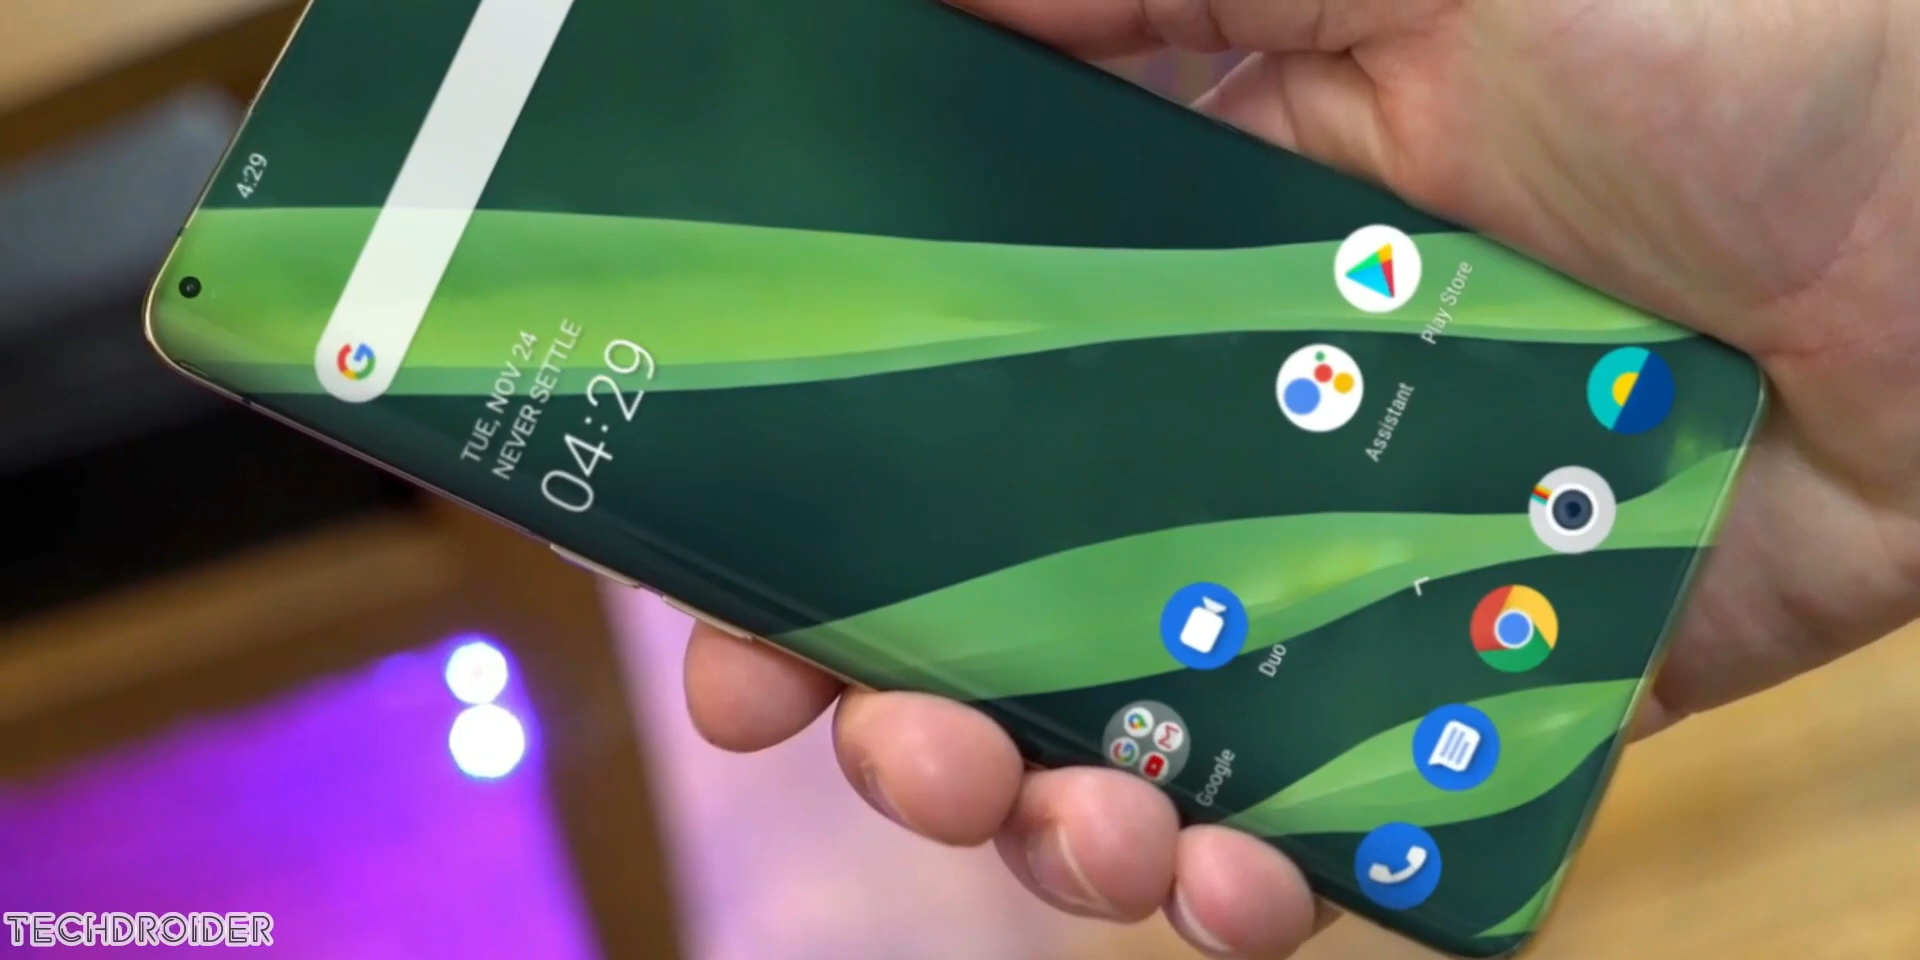 4:29
TUE, NOV 24
NEVER SETTLE
04:29
Play Store
Assistant
Duo
Google
TECHDROIDER